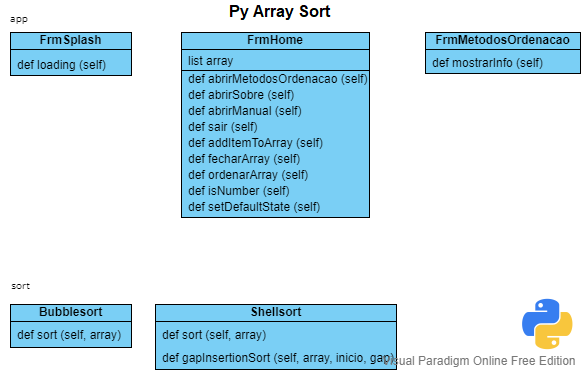 Py Array Sort
app
FrmSplash
def loading (self)
FrmHome
list array
def abrirMetodosOrdenacao (self)
def abrirSobre (self)
def abrirManual (self)
def sair (self)
def addItemToArray (self)
def fecharArray (self)
def ordenarArray (self)
def isNumber (self)
def setDefaultState (self)
FrmMetodosOrdenacao
def mostrarInfo (self)
sort
Bubblesort
def sort (self, array)
Shellsort
def sort (self, array)
def gapInsertionSort (self, array, inicio, gap)
Visual Paradigm Online Free Edition